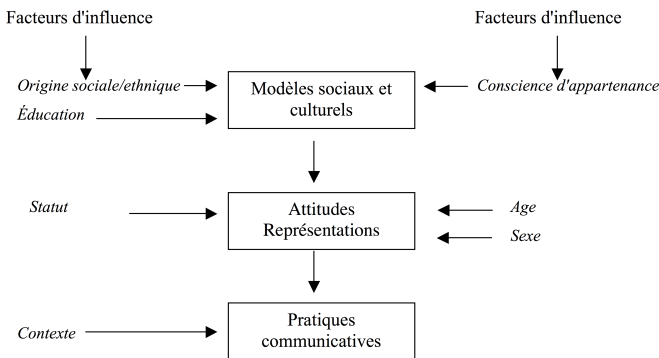 Facteurs d'influence
Facteurs d'influence
Origine sociale/ethnique
Modèles sociaux et
culturels
Conscience d'appartenance
Éducation
Statut
Attitudes
Représentations
Age
Sexe
Contexte
Pratiques
communicatives